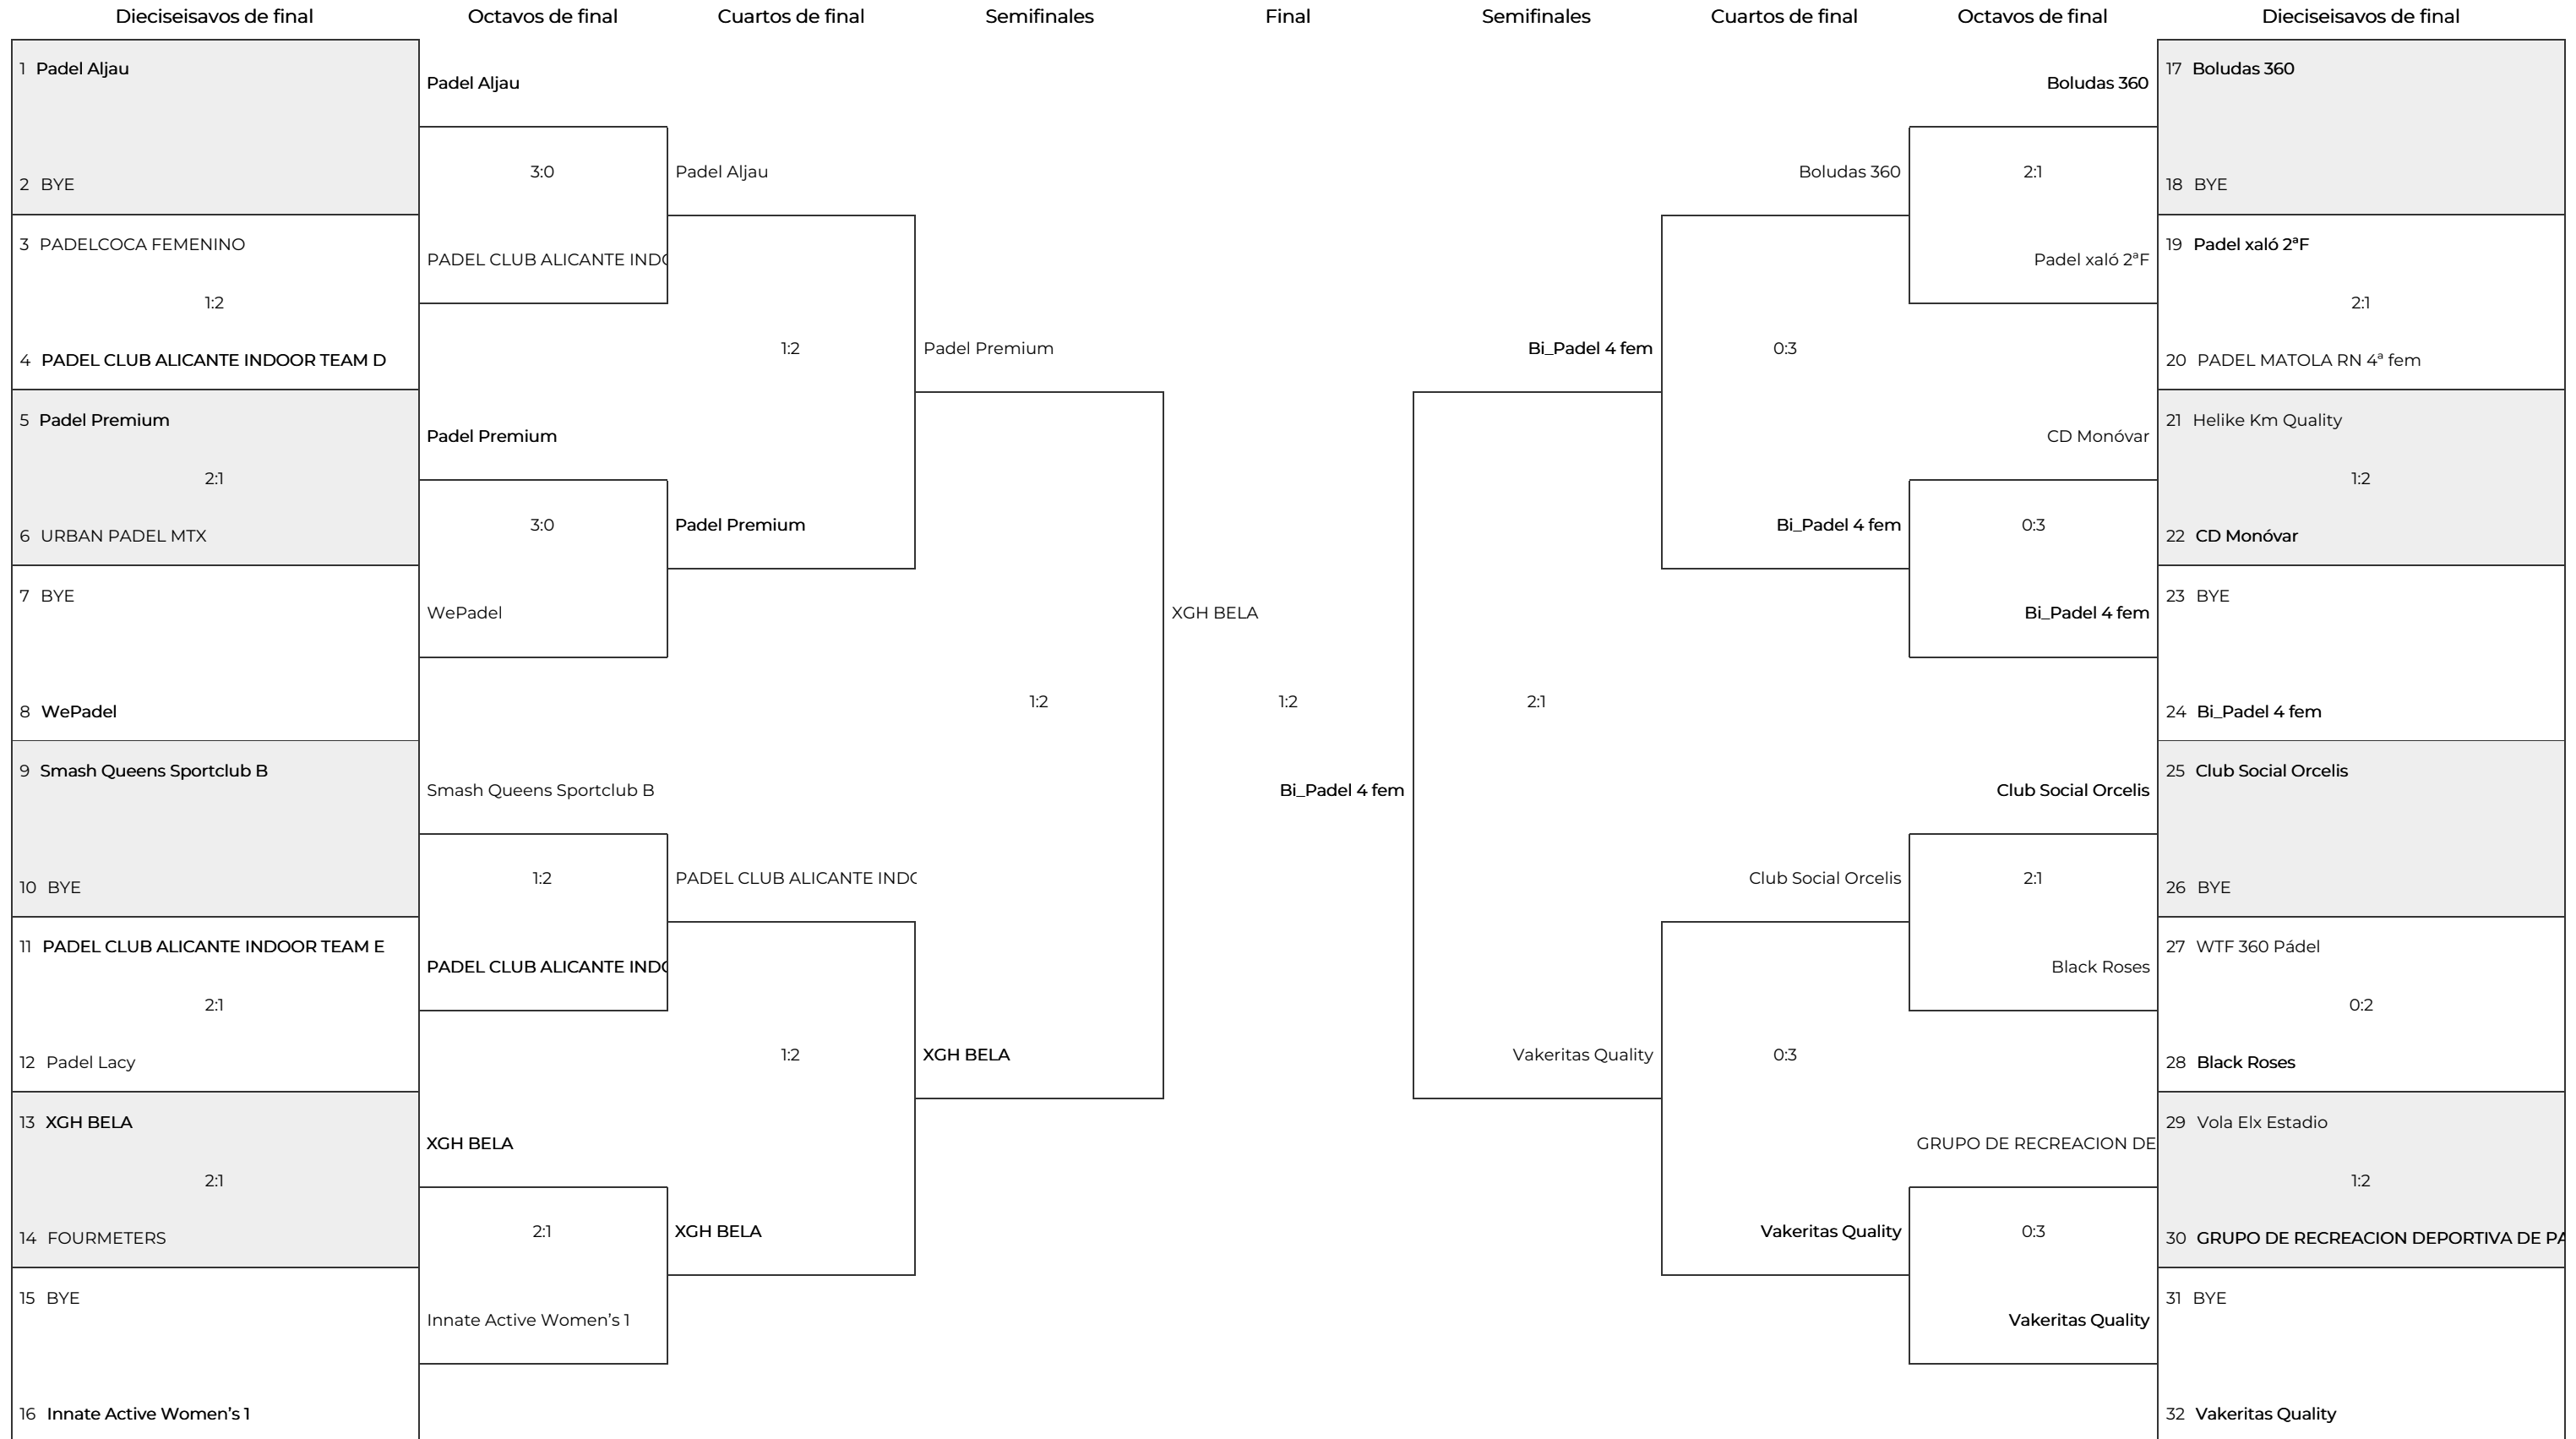 Dieciseisavos de final
Octavos de final
Cuartos de final
Semifinales
Final
Semifinales
Cuartos de final
Octavos de final
Dieciseisavos de final
1 Padel Aljau
2 BYE
3 PADELCOCA FEMENINO
1:2
4 PADEL CLUB ALICANTE INDOOR TEAM D
5 Padel Premium
2:1
6 URBAN PADEL MTX
7 BYE
8 WePadel
9 Smash Queens Sportclub B
10 BYE
11 PADEL CLUB ALICANTE INDOOR TEAM E
2:1
12 Padel Lacy
13 XGH BELA
2:1
14 FOURMETERS
15 BYE
16 Innate Active Women’s 1
Padel Aljau
3:0
PADEL CLUB ALICANTE INDO
Padel Premium
3:0
WePadel
Smash Queens Sportclub B
1:2
PADEL CLUB ALICANTE INDO
XGH BELA
2:1
Innate Active Women’s 1
Padel Aljau
1:2
Padel Premium
PADEL CLUB ALICANTE INDO
1:2
XGH BELA
Padel Premium
1:2
XGH BELA
XGH BELA
1:2
Bi_Padel 4 fem
Bi_Padel 4 fem
2:1
Vakeritas Quality
Boludas 360
0:3
Bi_Padel 4 fem
Club Social Orcelis
0:3
Vakeritas Quality
Boludas 360
2:1
Padel xaló 2ªF
CD Monóvar
0:3
Bi_Padel 4 fem
Club Social Orcelis
2:1
Black Roses
GRUPO DE RECREACION DE
0:3
Vakeritas Quality
17 Boludas 360
18 BYE
19 Padel xaló 2ªF
2:1
20 PADEL MATOLA RN 4ª fem
21 Helike Km Quality
1:2
22 CD Monóvar
23 BYE
24 Bi_Padel 4 fem
25 Club Social Orcelis
26 BYE
27 WTF 360 Pádel
0:2
28 Black Roses
29 Vola Elx Estadio
1:2
30 GRUPO DE RECREACION DEPORTIVA DE PA
31 BYE
32 Vakeritas Quality